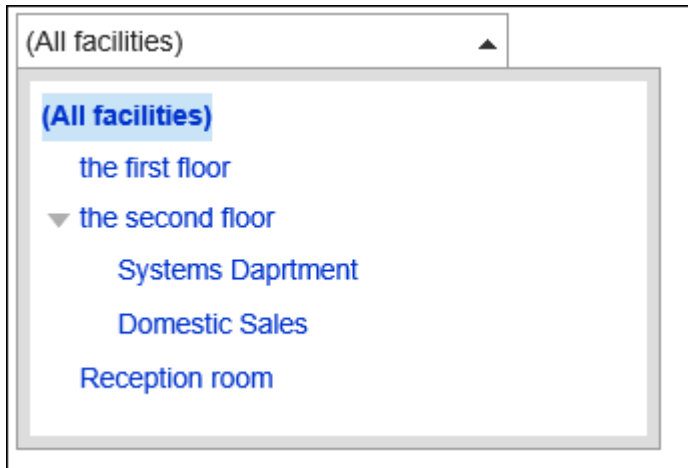 (All facilities)
(All facilities)
the first floor
the second floor
Systems Daprtment
Domestic Sales
Reception room